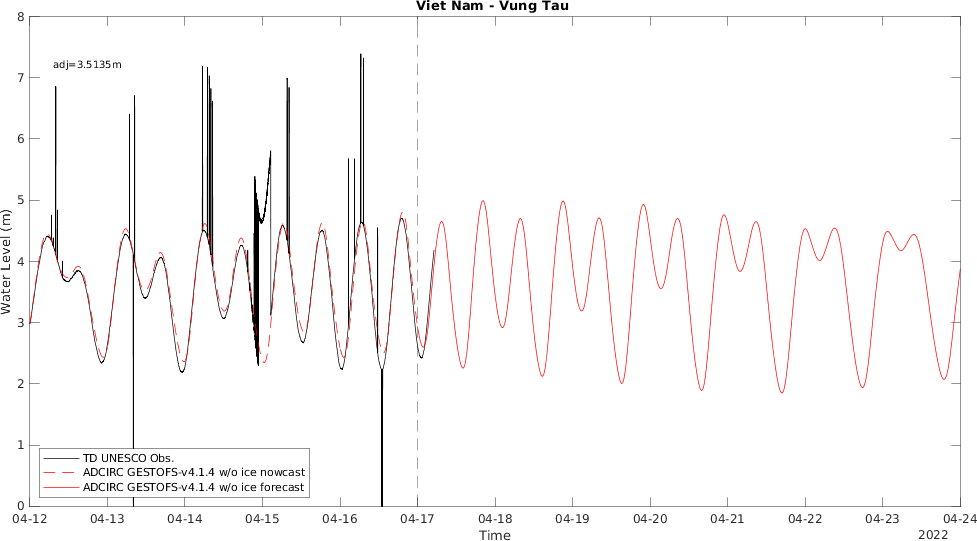 Viet Nam - Vung Tau
8
adj=3.5135m
7
6
5
4
3
2
1
0
Water Level (m)
TD UNESCO Obs.
ADCIRC GESTOFS-v4.1.4 w/o ice nowcast
ADCIRC GESTOFS-v4.1.4 w/o ice forecast
04-12 04-13 04-14 04-15 04-16 04-17 04-18 04-19 04-20 04-21 04-22 04-23 04-24
Time
2022